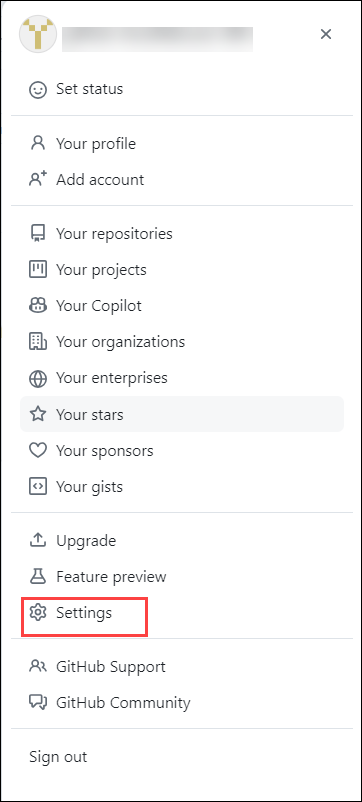 Set status
Your profile
Add account
Your repositories
Your projects
Your Copilot
Your organizations
Your enterprises
Your stars
Your sponsors
Your gists
Upgrade
Feature preview
Settings
GitHub Support
GitHub Community
Sign out